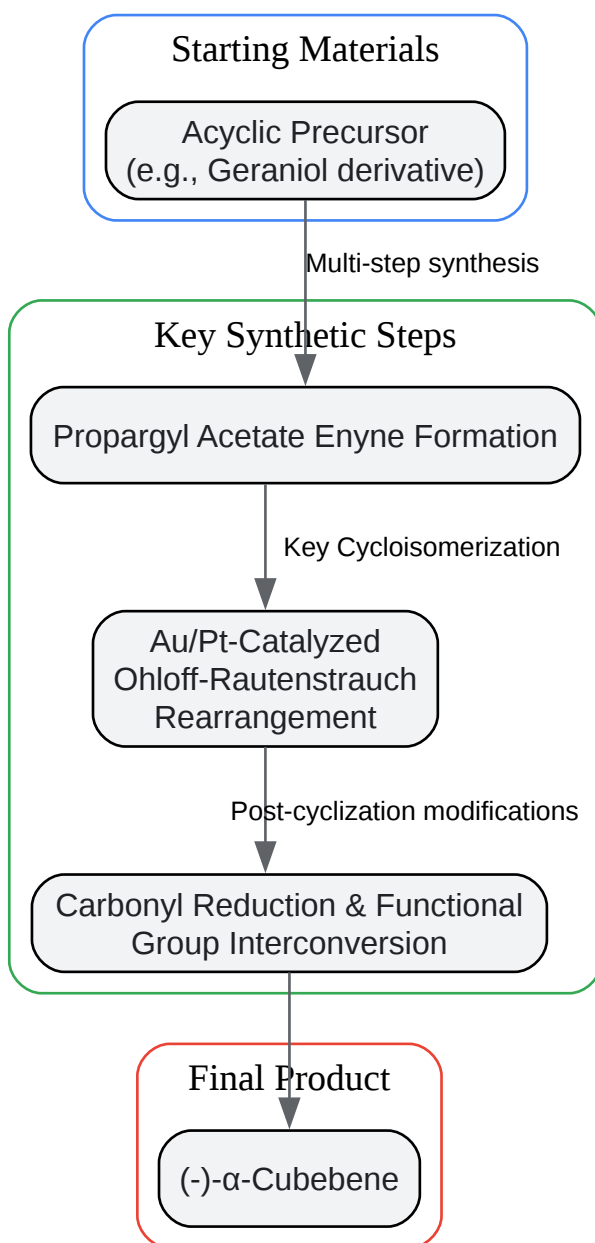 Starting Materials
Acyclic Precursor
(e.g., Geraniol derivative)
Multi-step synthesis
Key Synthetic Steps
Propargyl Acetate Enyne Formation
Key Cycloisomerization
Au/Pt-Catalyzed
Ohloff-Rautenstrauch
Rearrangement
Post-cyclization modifications
Carbonyl Reduction & Functional
Group Interconversion
Final Product
(-)-α-Cubebene